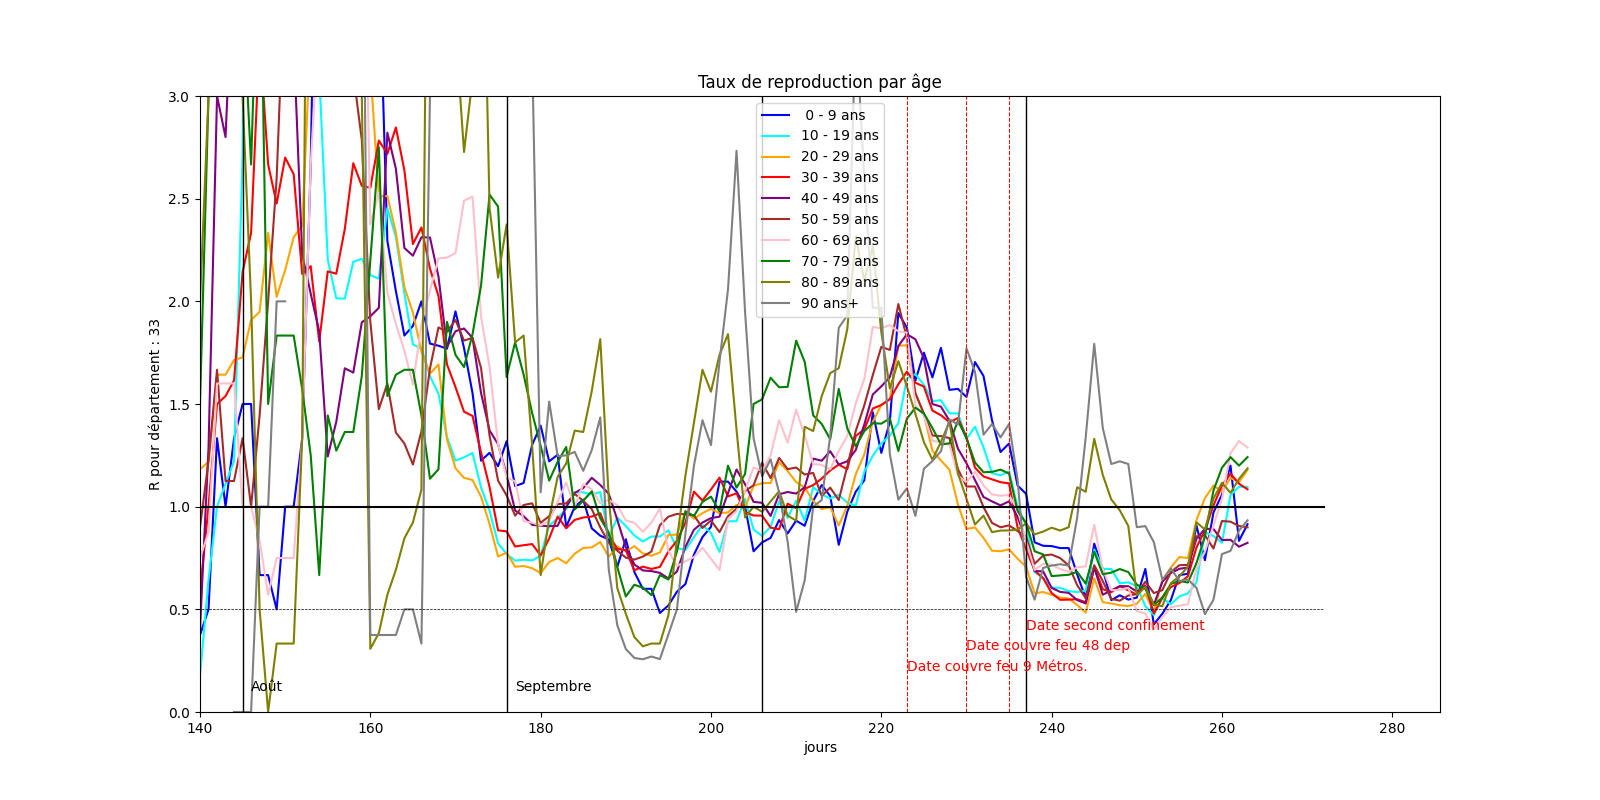 Taux de reproduction par âge
R pour département : 33
3.0
2.5
2.0
1.5
1.0
0.5
0.0
0 - 9 ans
10 - 19 ans
20 - 29 ans
30 - 39 ans
40 - 49 ans
50 - 59 ans
60 - 69 ans
70 - 79 ans
80 - 89 ans
90 ans+
Date second confinement
Date couvre feu 48 dep
Date couvre feu 9 Métros.
Août
Septembre
140 160 180 200 220 240 260 280
jours